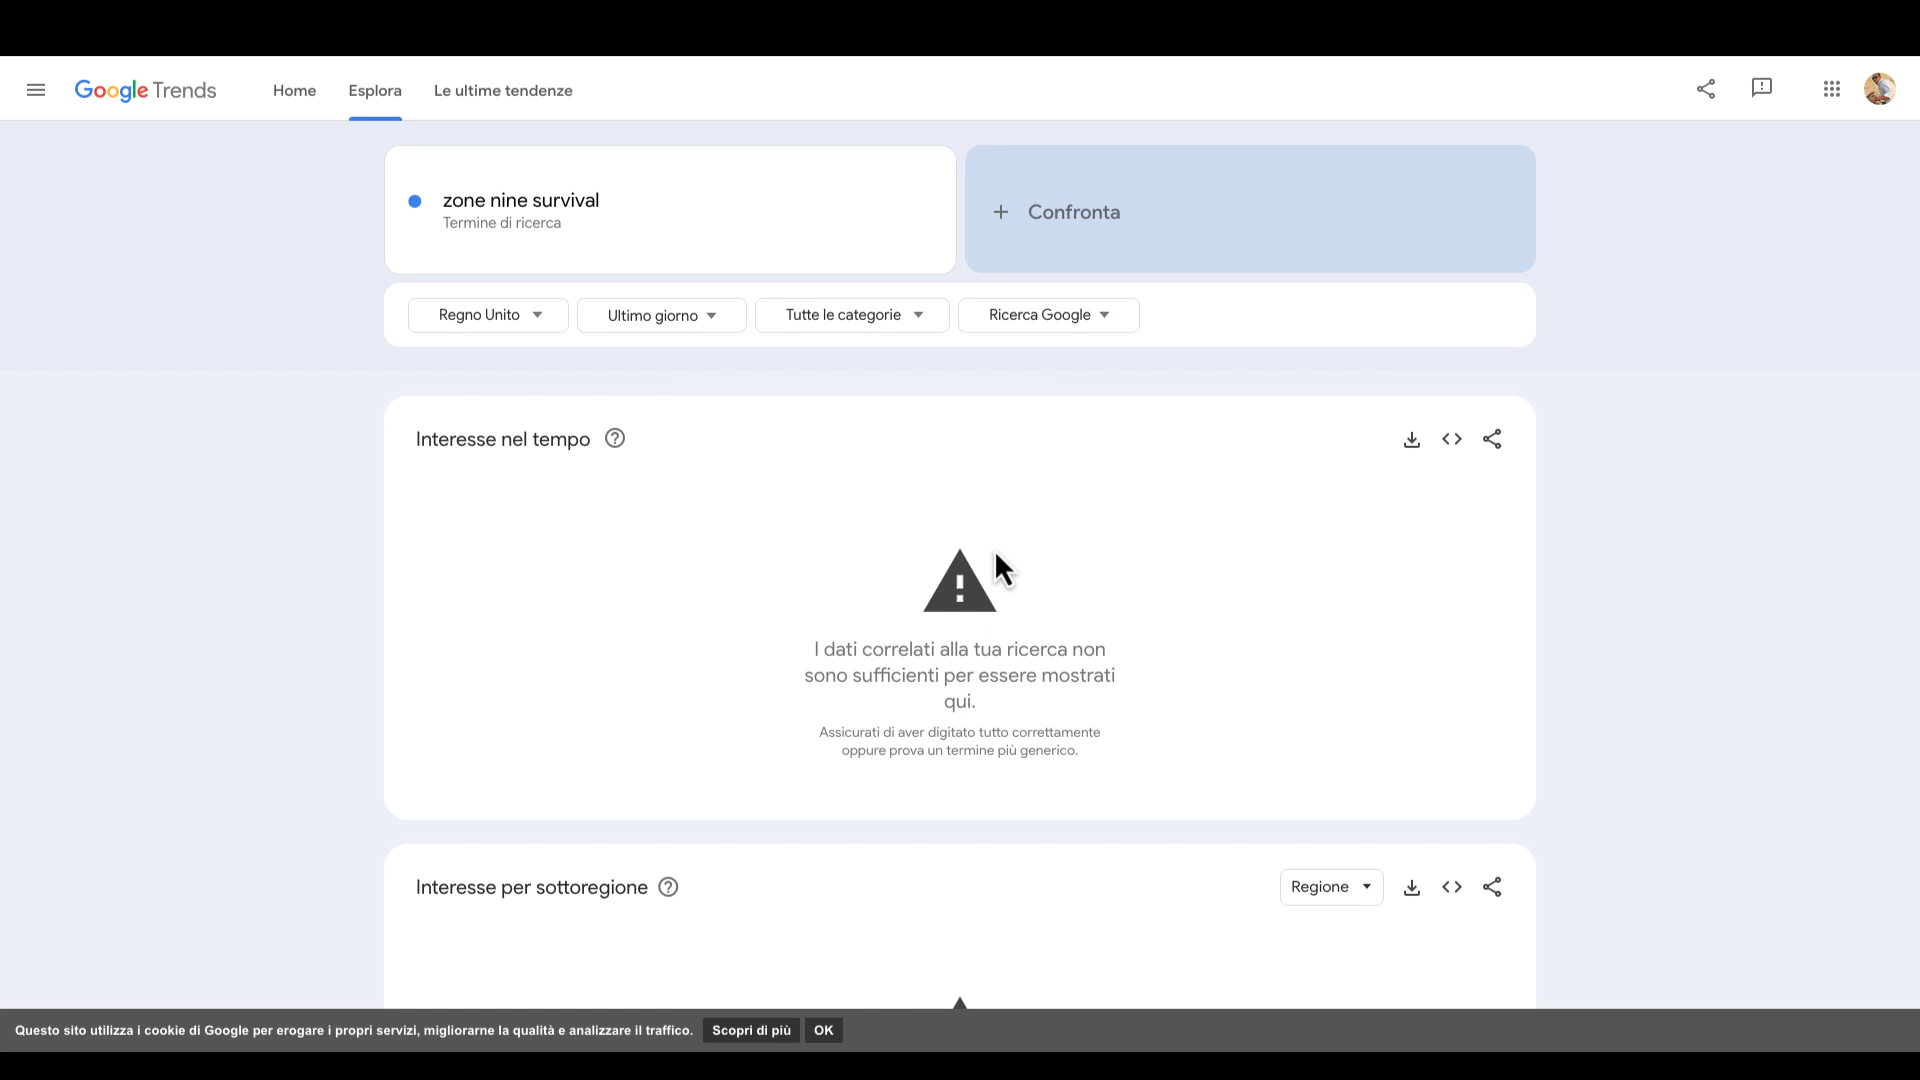 Google Trends
Home
Esplora
Le ultime tendenze
zone nine survival
Termine di ricerca
Confronta
Regno Unito
Ultimo giorno
Tutte le categorie
Ricerca Google
Interesse nel tempo
I dati correlati alla tua ricerca non
sono sufficienti per essere mostrati
qui.
Assicurati di aver digitato tutto correttamente
oppure prova un termine più generico.
Interesse per sottoregione
Regione
Questo sito utilizza i cookie di Google per erogare i propri servizi, migliorarne la qualità e analizzare il traffico.
Scopri di più
OK